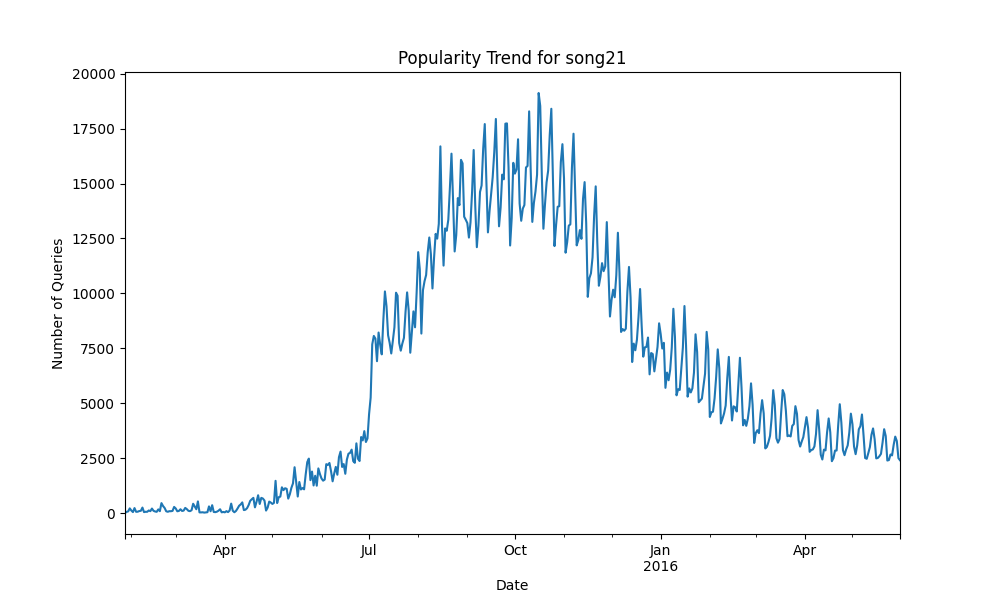 Popularity Trend for song21
20000
17500
15000
12500
10000
7500
5000
2500
0
Number of Queries
Apr
Jul
Oct
Jan
2016
Apr
Date